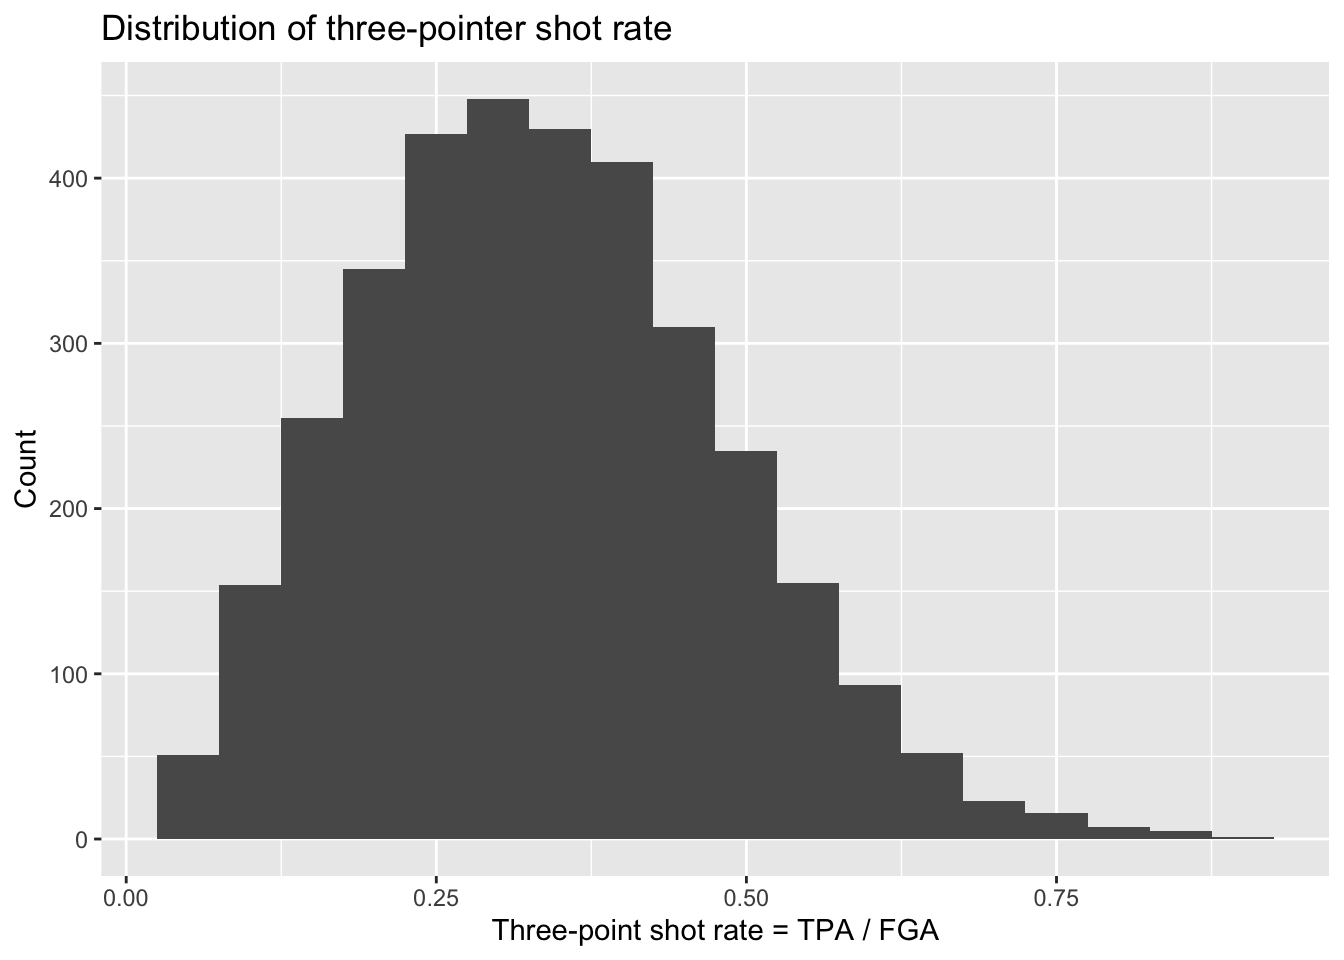 Distribution of three-pointer shot rate
Count
400
300
200
100
0
0.00 0.25 0.50 0.75
Three-point shot rate = TPA / FGA